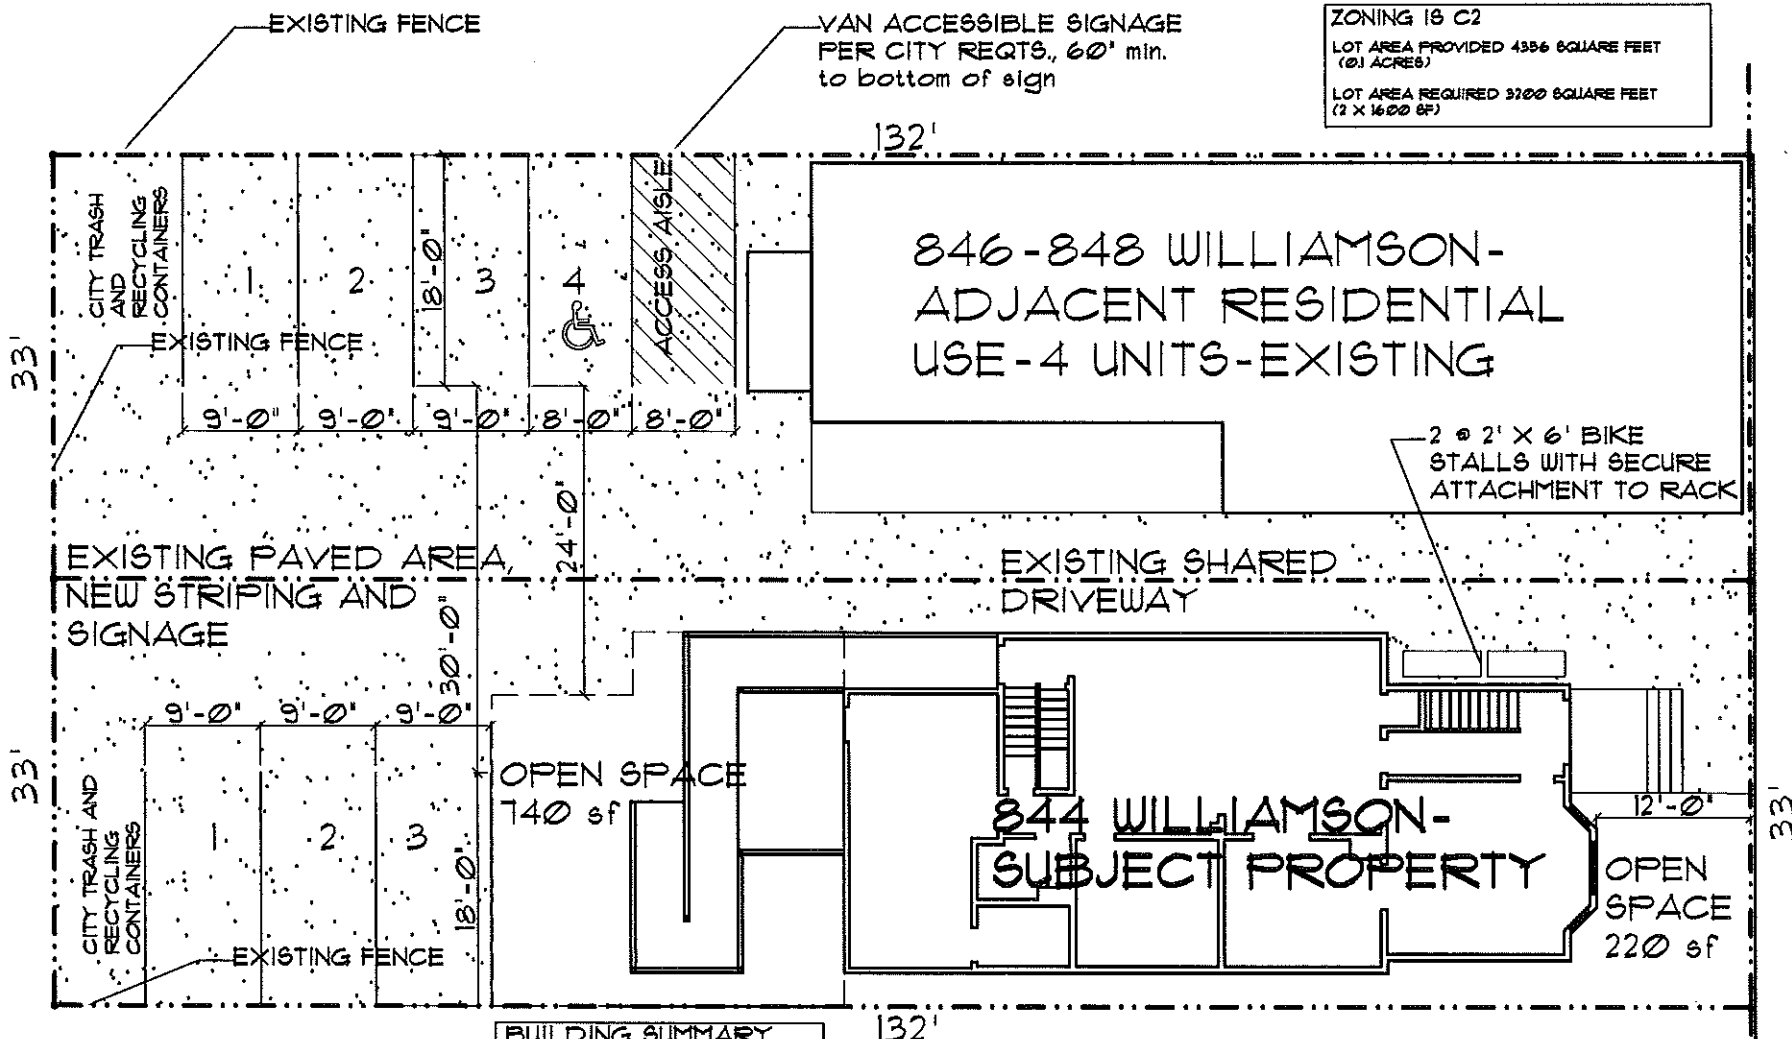 EXISTING FENCE
VAN ACCESSIBLE SIGNAGE
PER CITY REQTS., 60" min.
to bottom of sign
ZONING IS C2
LOT AREA PROVIDED 4356 SQUARE FEET
(0.1 ACRES)
LOT AREA REQUIRED 3200 SQUARE FEET
(2 X 1600 SF)
132'
CITY TRASH
AND
RECYCLING
CONTAINERS
1
2
18'-0"
3
4
ACCESS AISLE
846-848 WILLIAMSON-
ADJACENT RESIDENTIAL
USE-4 UNITS-EXISTING
33'
EXISTING FENCE
9'-0"
9'-0"
9'-0"
8'-0"
8'-0"
2 @ 2' X 6' BIKE
STALLS WITH SECURE
ATTACHMENT TO RACK
24'-0"
EXISTING PAVED AREA,
NEW STRIPING AND
SIGNAGE
EXISTING SHARED
DRIVEWAY
30'-0"
9'-0"
9'-0"
9'-0"
33'
CITY TRASH AND
RECYCLING
CONTAINERS
1
2
3
18'-0"
OPEN SPACE
740 sf
844 WILLIAMSON-
SUBJECT PROPERTY
12'-0"
33'
OPEN
SPACE
220 sf
EXISTING FENCE
BUILDING SUMMARY
132'